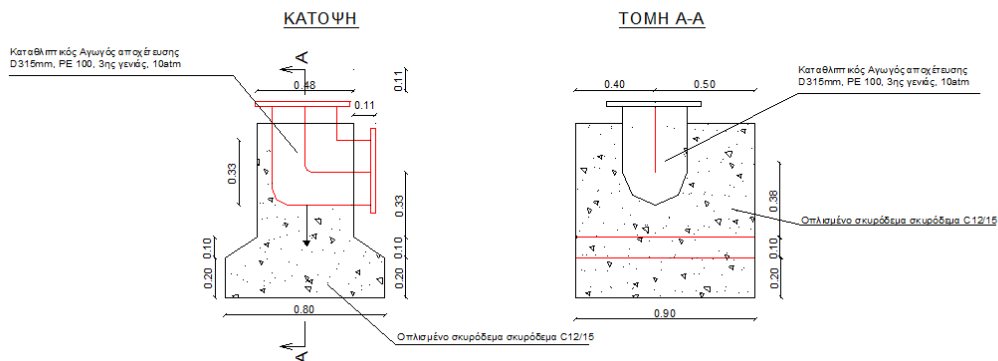 ΚΑΤΟΨΗ
ΤΟΜΗ Α-Α
Καταθλιπτικός Αγωγός αποχέτευσης
D315mm, PE 100, 3ης γενιάς, 10atm
A
0.48
0.11
0.11
0.33
0.33
0.10
0.10
0.20
0.20
0.80
A
Οπλισμένο σκυρόδεμα σκυρόδεμα C12/15
0.40
0.50
Καταθλιπτικός Αγωγός αποχέτευσης
D315mm, PE 100, 3ης γενιάς, 10atm
0.38
Οπλισμένο σκυρόδεμα σκυρόδεμα C12/15
0.10
0.20
0.90